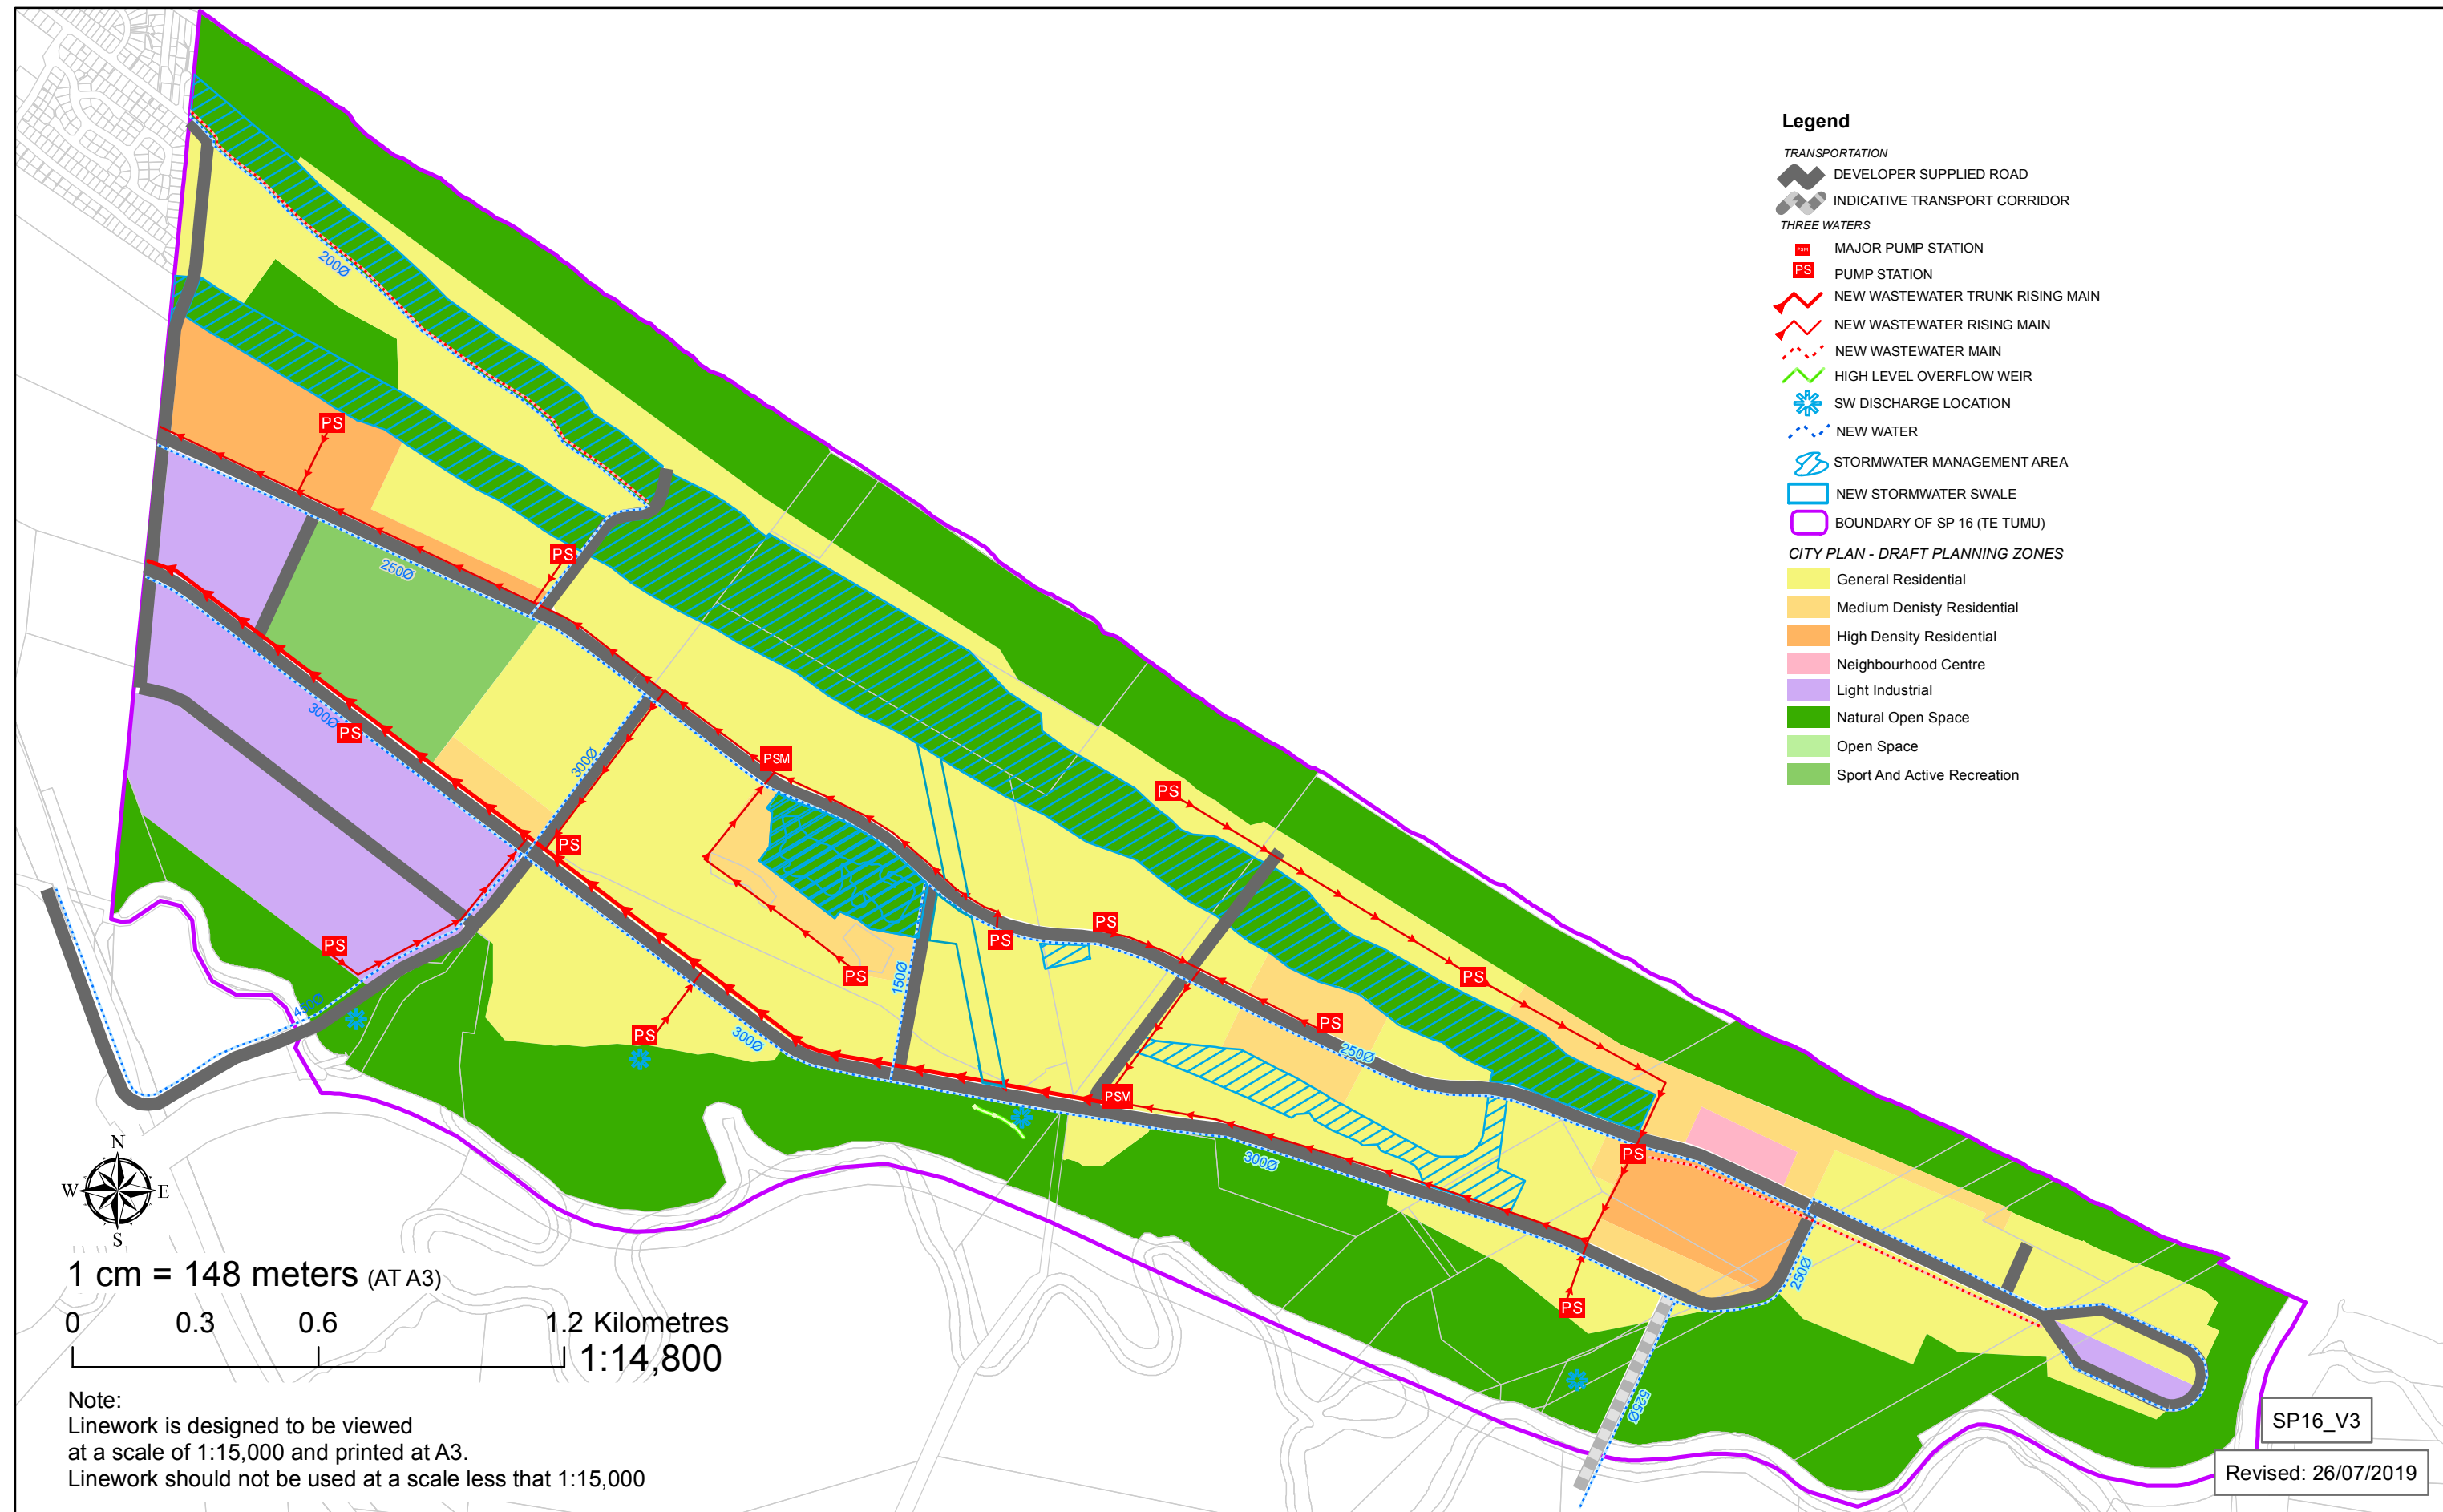 Legend
TRANSPORTATION
DEVELOPER SUPPLIED ROAD
INDICATIVE TRANSPORT CORRIDOR
THREE WATERS
PSM MAJOR PUMP STATION
PS PUMP STATION
NEW WASTEWATER TRUNK RISING MAIN
NEW WASTEWATER RISING MAIN
NEW WASTEWATER MAIN
HIGH LEVEL OVERFLOW WEIR
SW DISCHARGE LOCATION
NEW WATER
STORMWATER MANAGEMENT AREA
NEW STORMWATER SWALE
BOUNDARY OF SP 16 (TE TUMU)
CITY PLAN - DRAFT PLANNING ZONES
General Residential
Medium Denisty Residential
High Density Residential
Neighbourhood Centre
Light Industrial
Natural Open Space
Open Space
Sport And Active Recreation
200Ø
PS
PS
250Ø
300Ø
PS
300Ø
PSM
PS
PS
PS
PS
PS
PS
PS
150Ø
450Ø
PS
PS
300Ø
250Ø
PSM
300Ø
PS
250Ø
PS
525Ø
N
W E
S
1 cm = 148 meters (AT A3)
0 0.3 0.6 1.2 Kilometres
1:14,800
Note:
Linework is designed to be viewed
at a scale of 1:15,000 and printed at A3.
Linework should not be used at a scale less that 1:15,000
SP16_V3
Revised: 26/07/2019